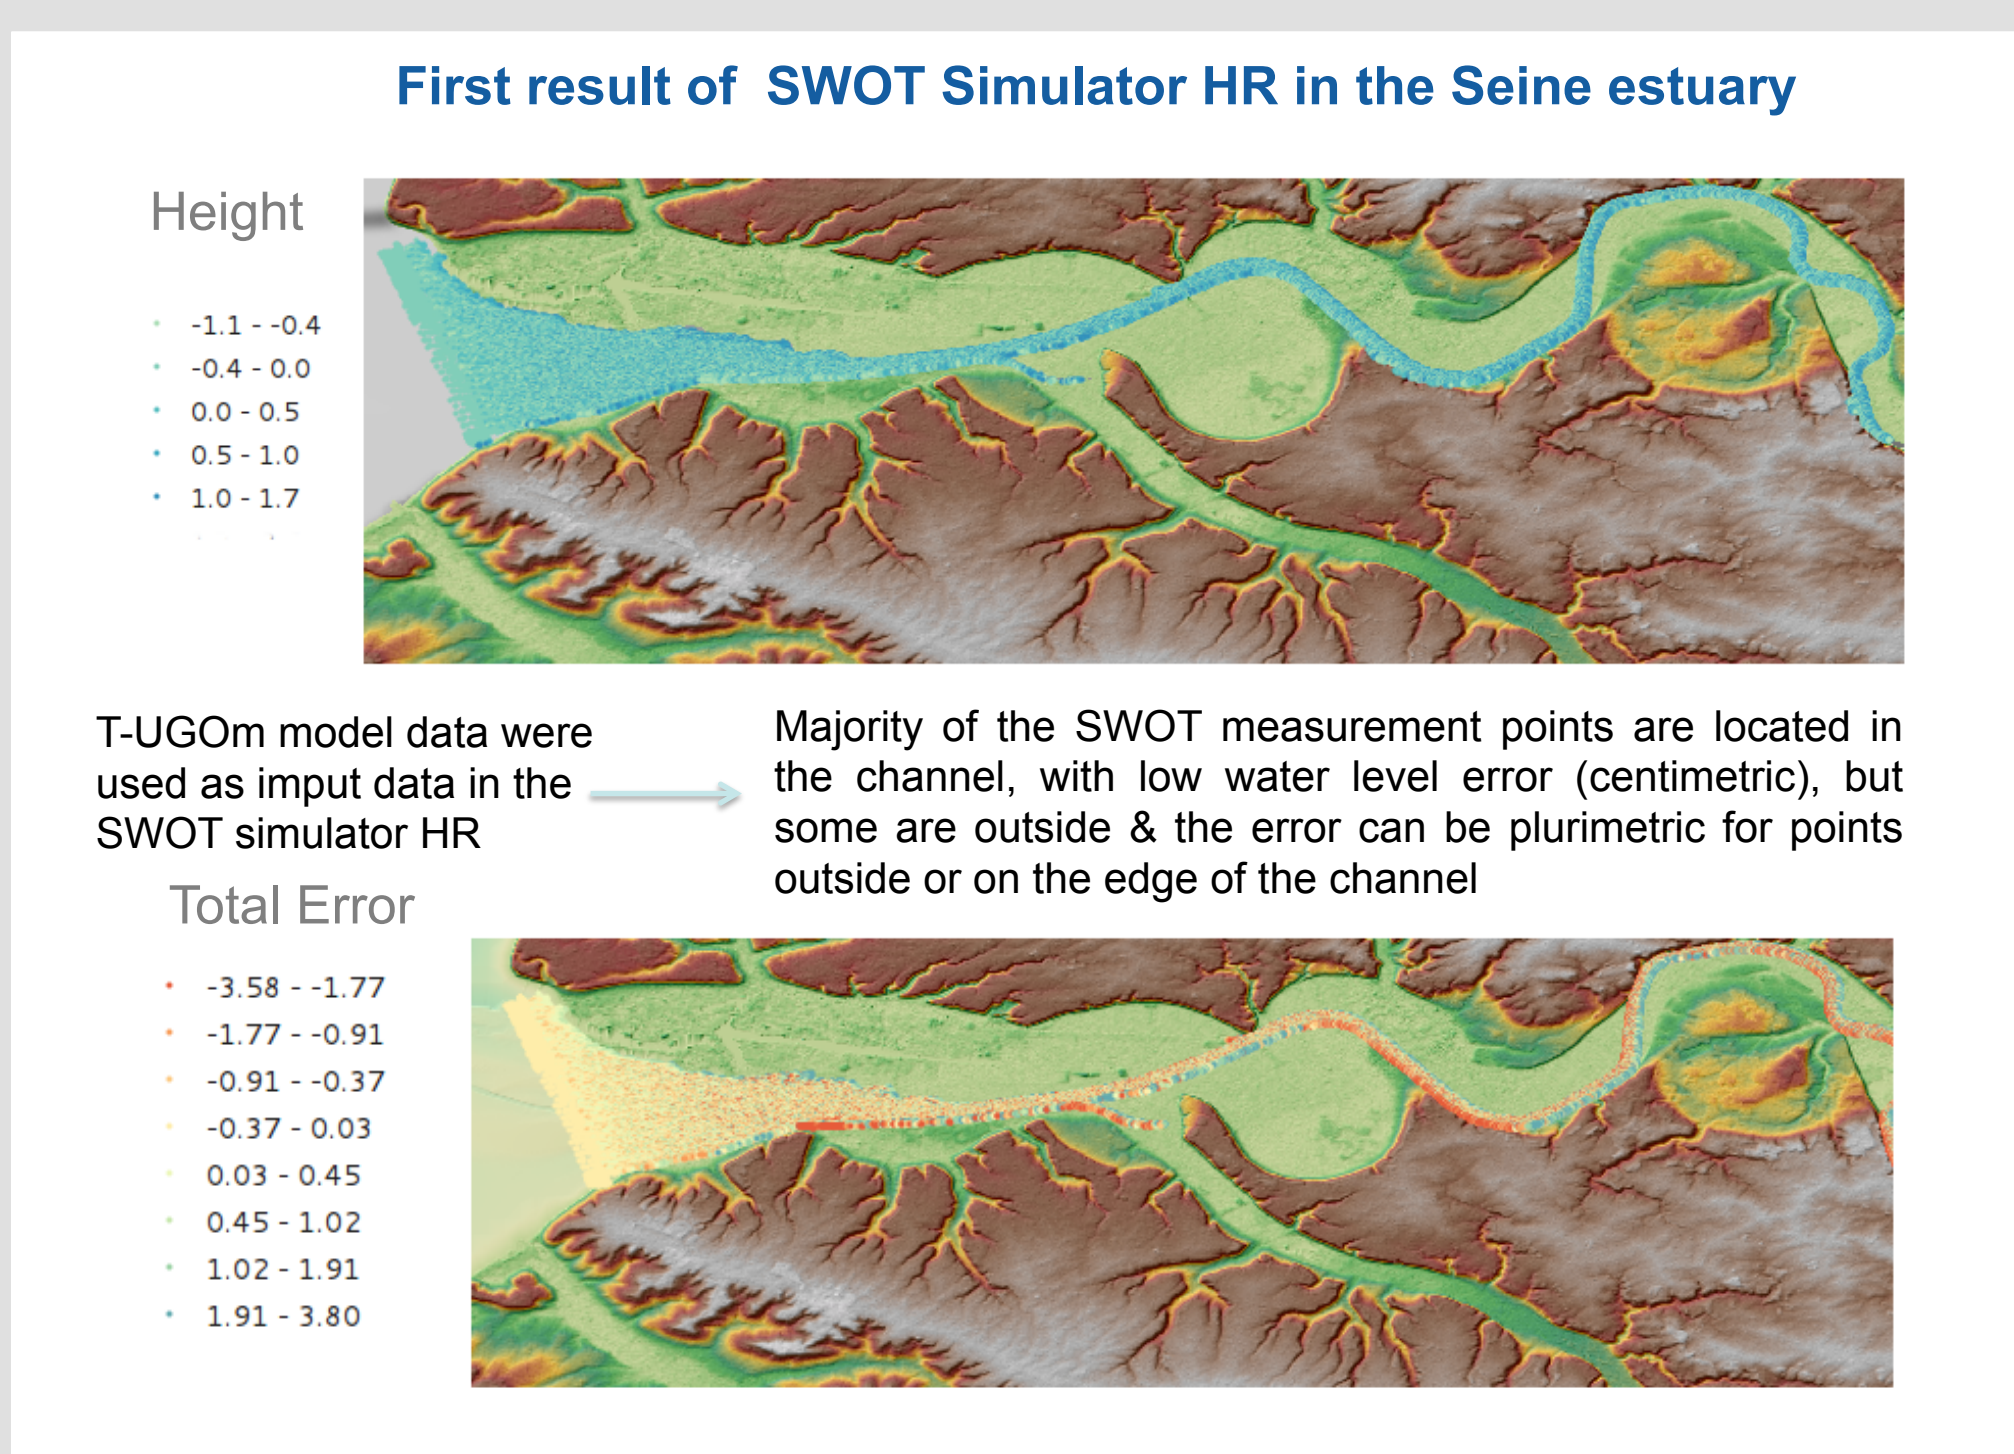 First result of  SWOT Simulator HR in the Seine estuary
Height
-1.1 - -0.4
-0.4 - 0.0
0.0 - 0.5
0.5 - 1.0
1.0 - 1.7
T-UGOm model data were
used as imput data in the
SWOT simulator HR
Majority of the SWOT measurement points are located in
the channel, with low water level error (centimetric), but
some are outside & the error can be plurimetric for points
outside or on the edge of the channel
Total Error
-3.58 - -1.77
-1.77 - -0.91
-0.91 - -0.37
-0.37 - 0.03
0.03 - 0.45
0.45 - 1.02
1.02 - 1.91
1.91 - 3.80